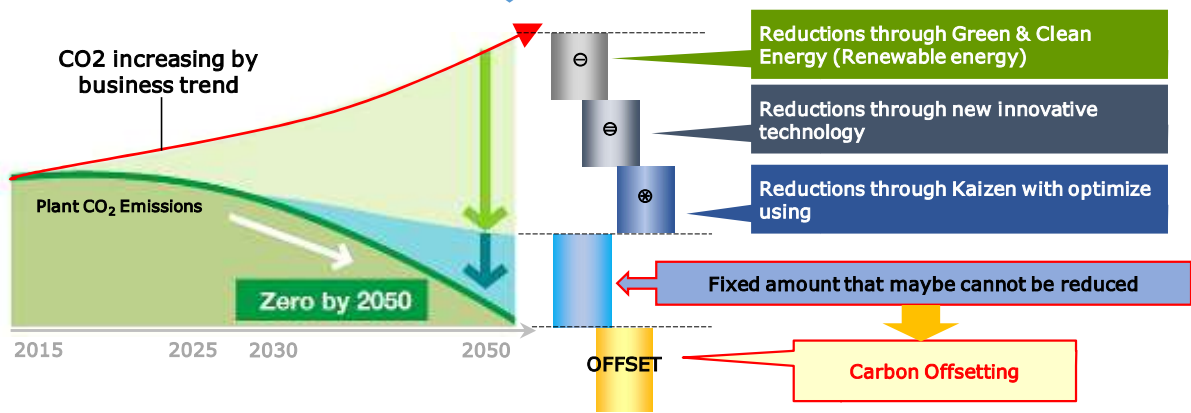 CO2 increasing by
business trend
Plant CO₂ Emissions
Zero by 2050
2015
2025
2030
2050
⊖
⊖
⊛
Reductions through Green & Clean
Energy (Renewable energy)
Reductions through new innovative
technology
Reductions through Kaizen with optimize
using
Fixed amount that maybe cannot be reduced
OFFSET
Carbon Offsetting